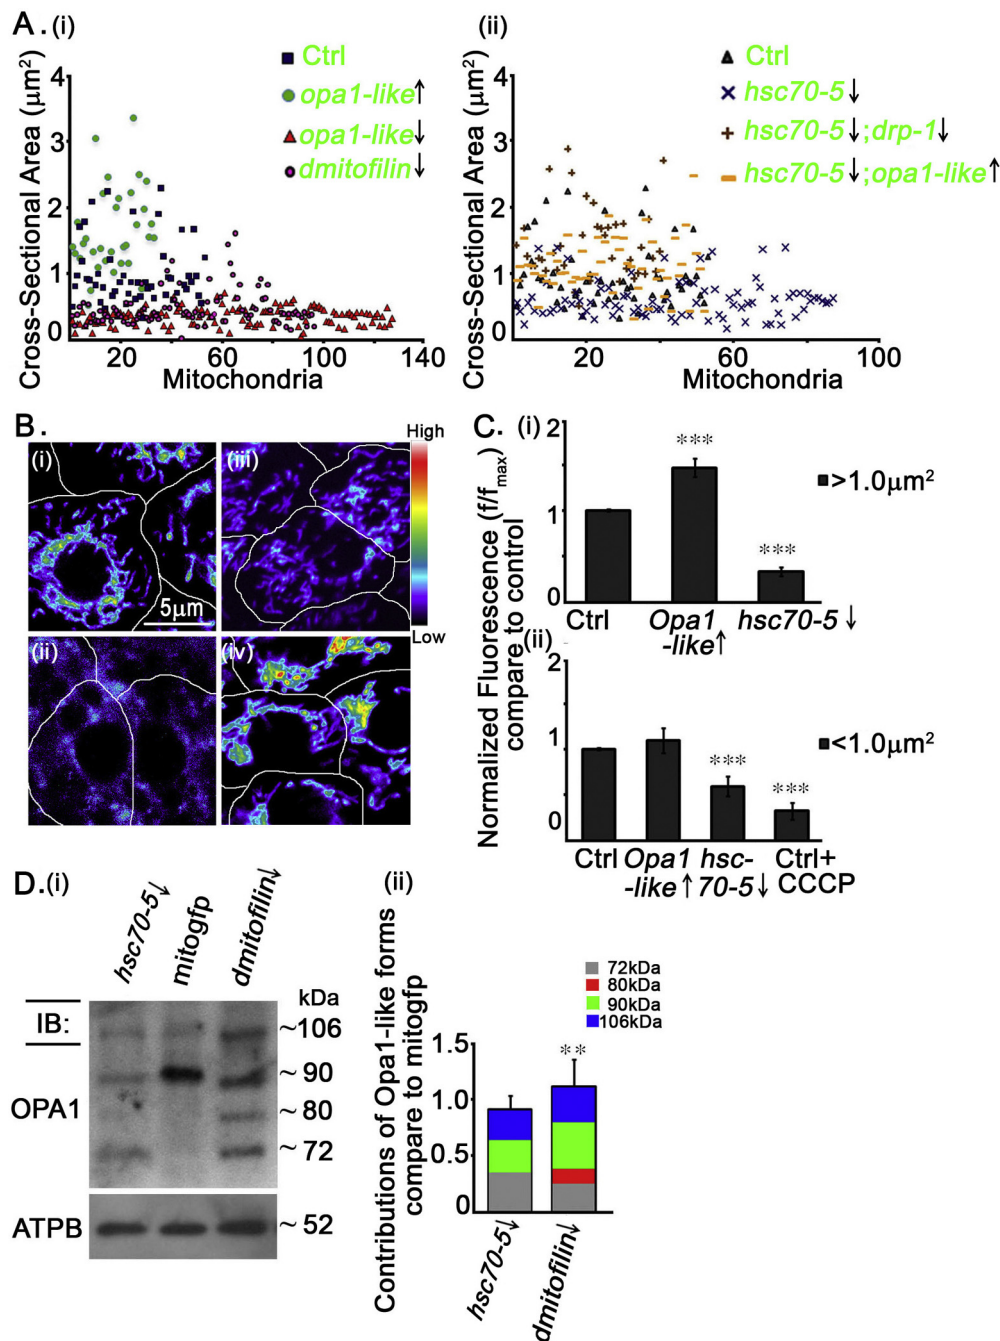 A. (i)
Cross-Sectional Area (μm²)
4
3
2
1
0
20
60
100
140
Mitochondria
Ctrl
opa1-like↑
opa1-like↓
dmitofilin↓
(ii)
Cross-Sectional Area (μm²)
4
3
2
1
0
20
60
100
Mitochondria
Ctrl
hsc70-5↓
hsc70-5↓;drp-1↓
hsc70-5↓;opa1-like↑
B.
(i)
5μm
(iii)
(ii)
(iv)
High
Low
C. (i)
Normalized Fluorescence (f/fmax)
compare to control
2
1
0
***
***
>1.0μm²
Ctrl
Opa1
-like↑
hsc70-5↓
(ii)
2
1
0
***
***
<1.0μm²
Ctrl
Opa1
-like↑
hsc-
70-5↓
Ctrl+
CCCP
D. (i)
hsc70-5↓
mitogfp
dmitofilin↓
IB:
kDa
~106
~90
OPA1
~80
~72
ATPB
~52
(ii)
Contributions of Opa1-like forms
compare to mitogfp
72kDa
80kDa
90kDa
106kDa
1.5
1.0
0.5
0
**
hsc70-5↓
dmitofilin↓